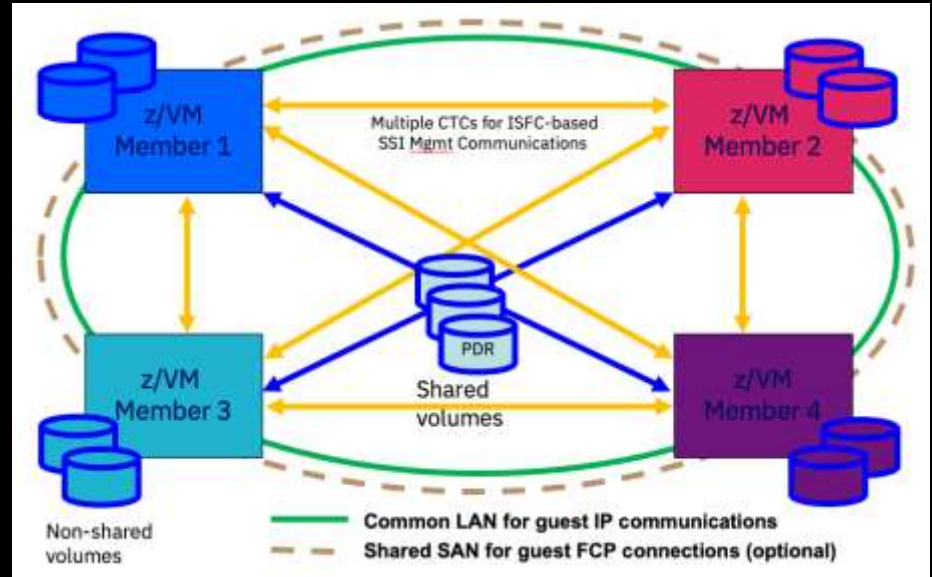 z/VM
Member 1
z/VM
Member 2
Multiple CTCs for ISFC-based
SSI Mgmt Communications
PDR
z/VM
Member 3
Shared
volumes
z/VM
Member 4
Non-shared
volumes
Common LAN for guest IP communications
Shared SAN for guest FCP connections (optional)